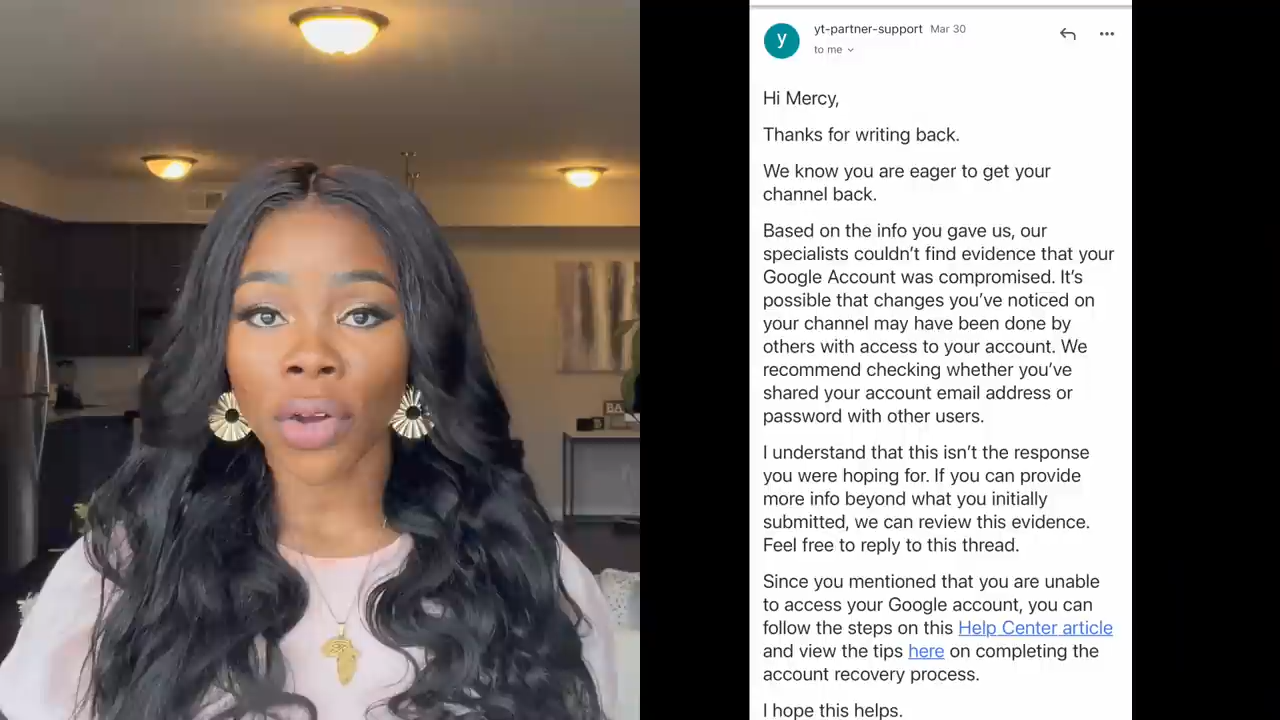 yt-partner-support Mar 30
to me
y
Hi Mercy,
Thanks for writing back.
We know you are eager to get your
channel back.
Based on the info you gave us, our
specialists couldn't find evidence that your
Google Account was compromised. It's
possible that changes you've noticed on
your channel may have been done by
others with access to your account. We
recommend checking whether you've
shared your account email address or
password with other users.
I understand that this isn't the response
you were hoping for. If you can provide
more info beyond what you initially
submitted, we can review this evidence.
Feel free to reply to this thread.
Since you mentioned that you are unable
to access your Google account, you can
follow the steps on this Help Center article
and view the tips here on completing the
account recovery process.
I hope this helps.
BA